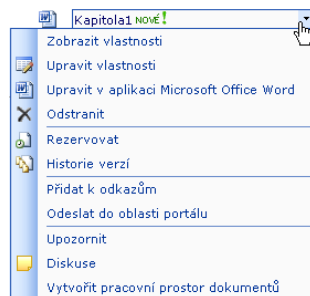 Kapitola1 NOVÉ!
Zobrazit vlastnosti
Upravit vlastnosti
Upravit v aplikaci Microsoft Office Word
Odstranit
Rezervovat
Historie verzí
Přidat k odkazům
Odeslat do oblasti portálu
Upozornit
Diskuse
Vytvořit pracovní prostor dokumentů